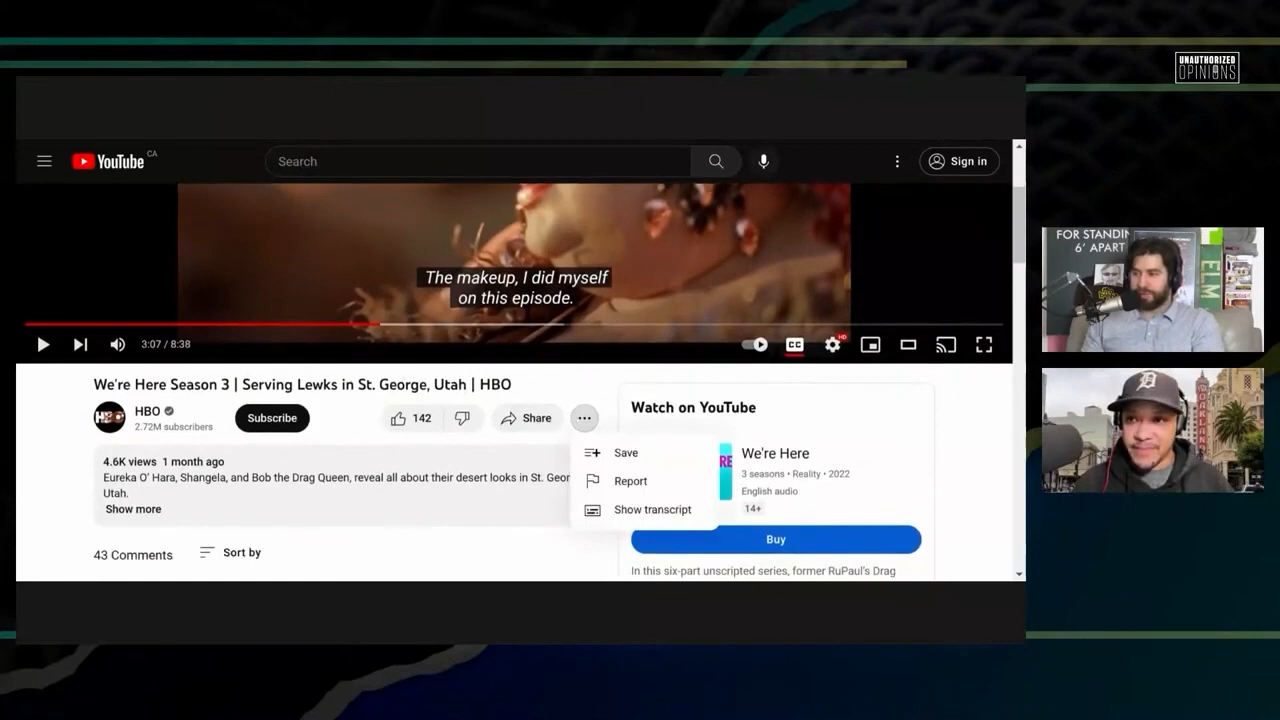 UNAUTHORIZED
OPINIONS
YouTube CA
Search
Sign in
The makeup, I did myself
on this episode.
3:07 / 8:38
CC
HD
We're Here Season 3 | Serving Lewks in St. George, Utah | HBO
HBO
HBO
2.72M subscribers
Subscribe
142
Share
4.6K views 1 month ago
Eureka O' Hara, Shangela, and Bob the Drag Queen, reveal all about their desert looks in St. Geor
Utah.
Show more
43 Comments
Sort by
Save
Report
Show transcript
Watch on YouTube
RE
We're Here
3 seasons • Reality • 2022
English audio
14+
Buy
In this six-part unscripted series, former RuPaul's Drag
FOR STANDIN
6' APART
ELM
D
OAKLAND